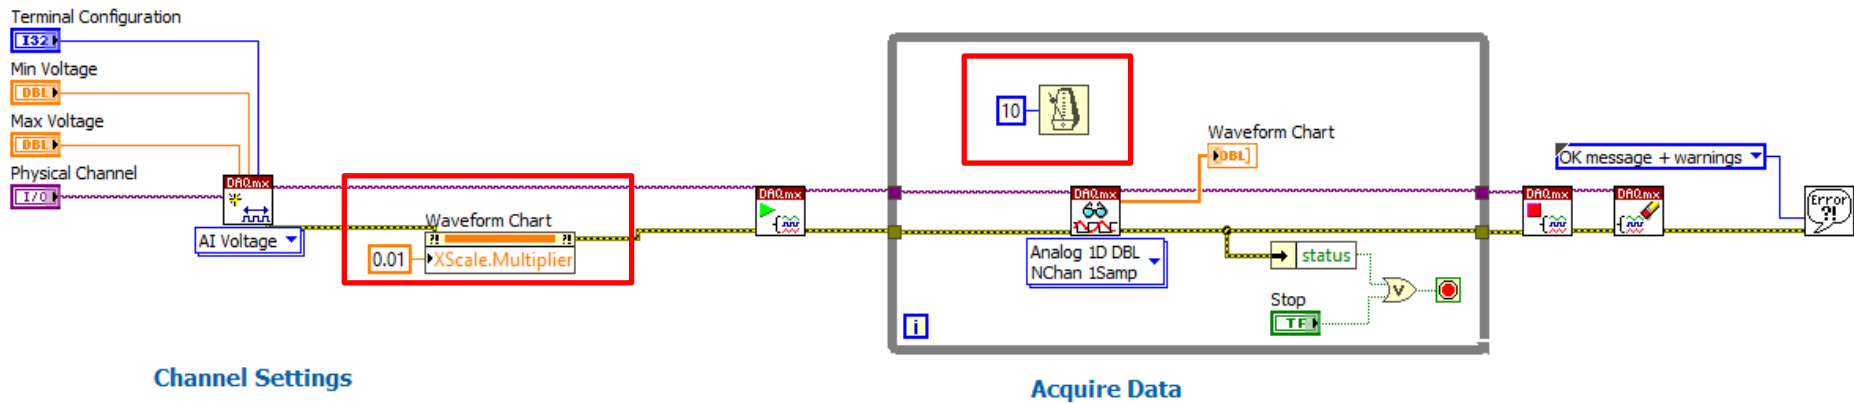 Terminal Configuration
I32
Min Voltage
DBL
Max Voltage
DBL
Physical Channel
I/O
DAQmx
AI Voltage
Waveform Chart
?! ?!
0.01
XScale.Multiplier
DAQmx
10
Waveform Chart
DBL]
DAQmx
Analog 1D DBL
NChan 1Samp
status
Stop
TF
V
i
OK message + warnings
DAQmx
DAQmx
Error
?!
Channel Settings
Acquire Data